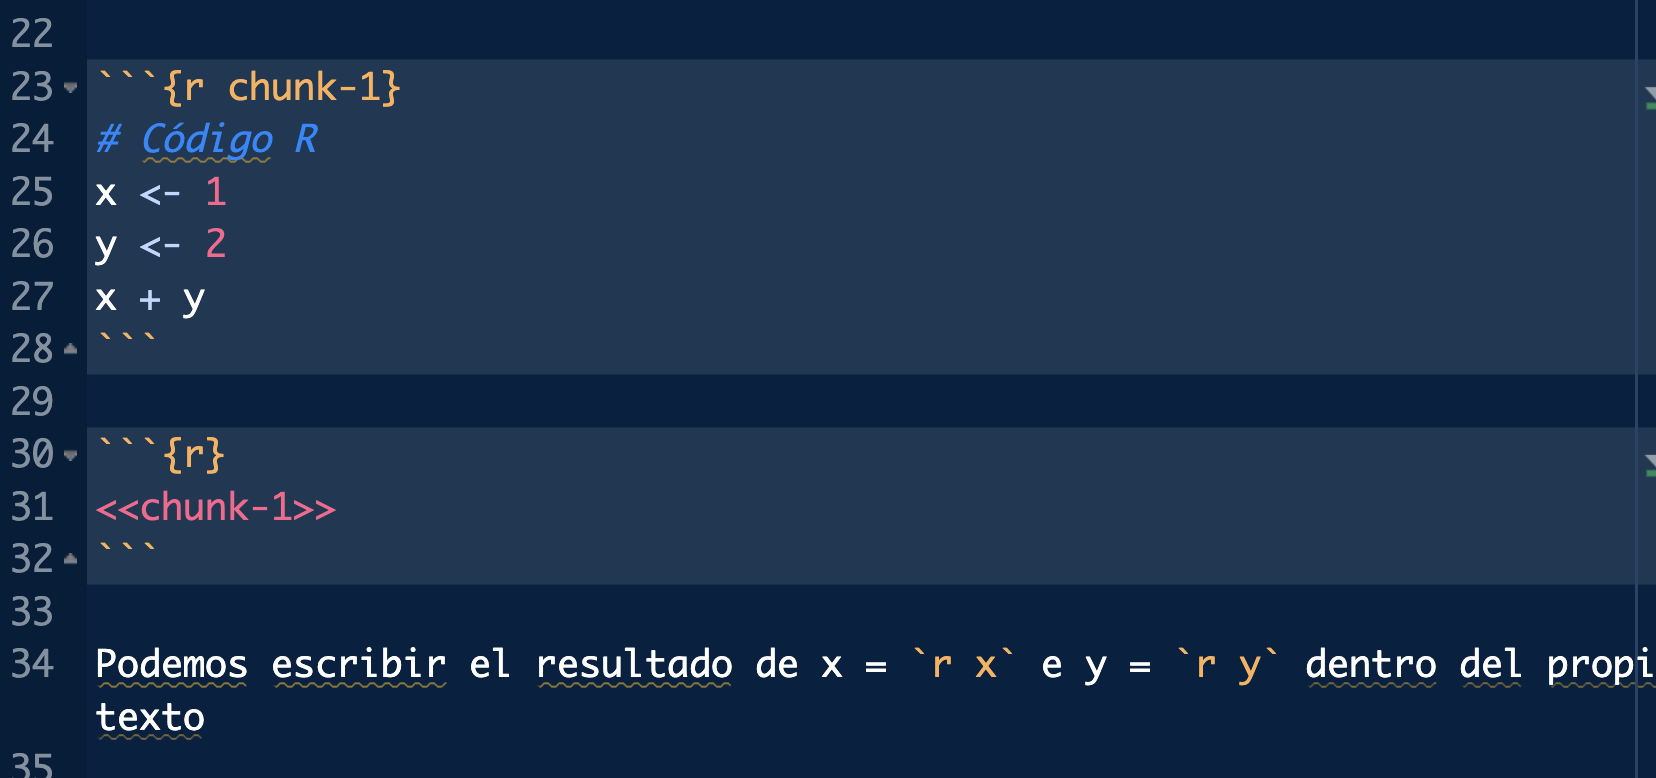 22
23 ```{r chunk-1}
24 # Código R
25 x <- 1
26 y <- 2
27 x + y
28 ```
29
30 ```{r}
31 <<chunk-1>>
32 ```
33
34 Podemos escribir el resultado de x = `r x` e y = `r y` dentro del propi
texto
35